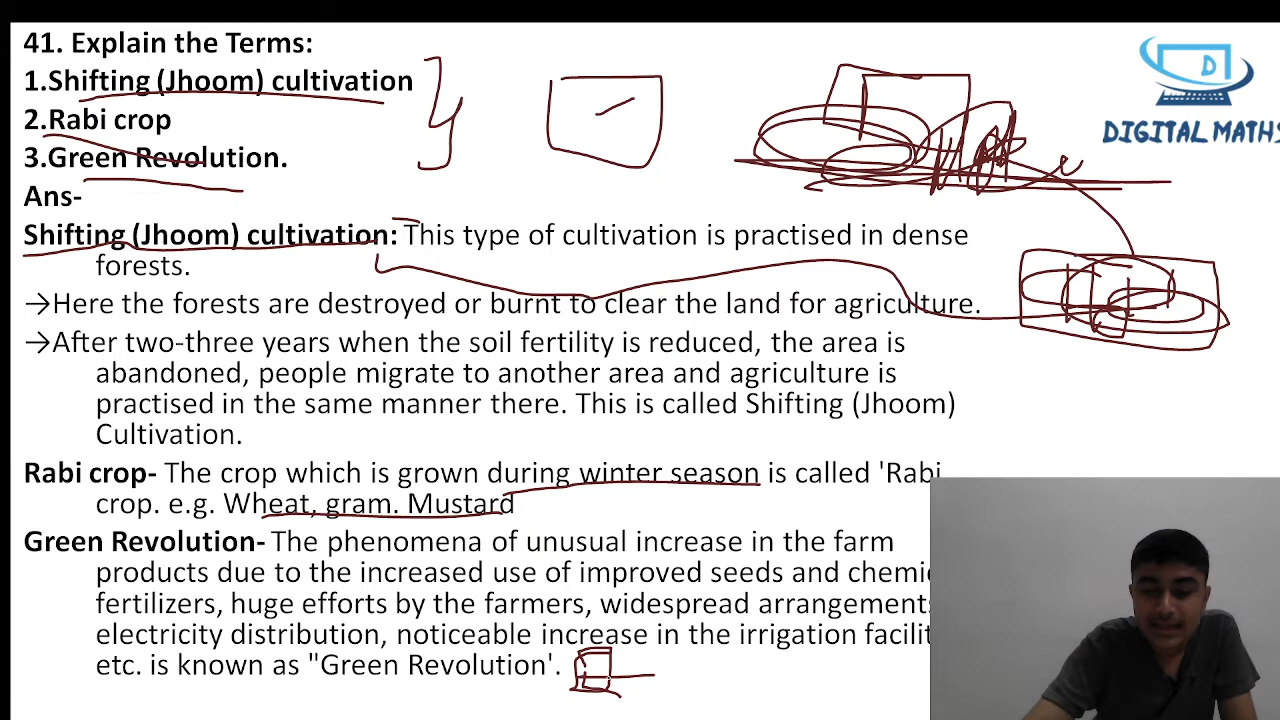 41. Explain the Terms:
1.Shifting (Jhoom) cultivation
2.Rabi crop
3.Green Revolution.
Ans-
Shifting (Jhoom) cultivation: This type of cultivation is practised in dense
forests.
→Here the forests are destroyed or burnt to clear the land for agriculture.
→After two-three years when the soil fertility is reduced, the area is
abandoned, people migrate to another area and agriculture is
practised in the same manner there. This is called Shifting (Jhoom)
Cultivation.
Rabi crop- The crop which is grown during winter season is called 'Rabi
crop. e.g. Wheat, gram. Mustard
Green Revolution- The phenomena of unusual increase in the farm
products due to the increased use of improved seeds and chemi
fertilizers, huge efforts by the farmers, widespread arrangements
electricity distribution, noticeable increase in the irrigation facilit
etc. is known as "Green Revolution'.
D
DIGITAL MATHS